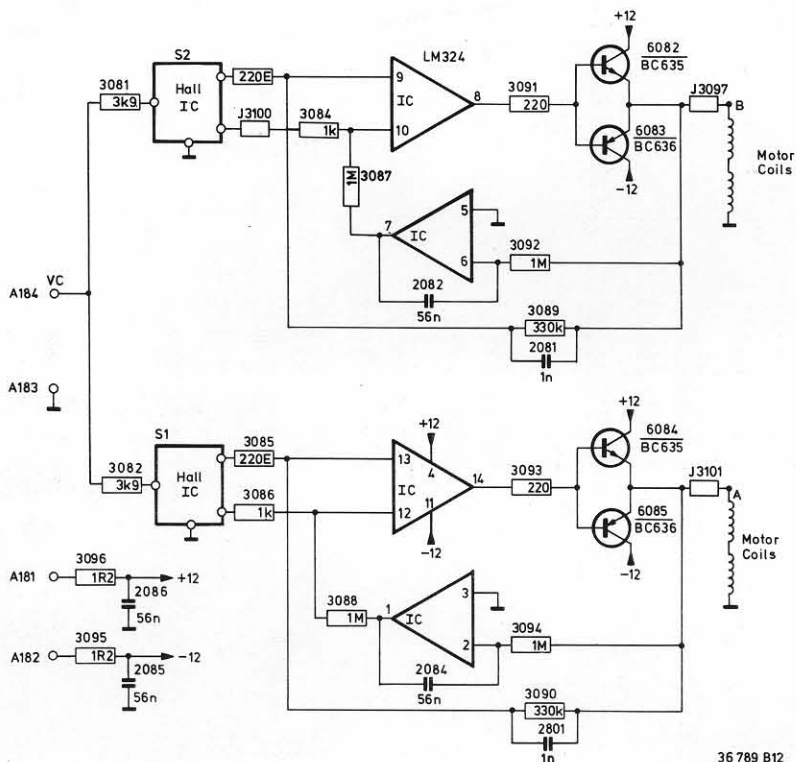 +12
S2
LM324
6082
BC635
3081
3k9
Hall
IC
220E
9
IC
8
3091
220
J3097
B
J3100
3084
1k
10
6083
BC636
-12
Motor
Coils
1M
3087
7
IC
5
6
3092
1M
2082
56n
A184
VC
3089
330k
2081
1n
A183
+12
+12
S1
3085
220E
13
4
6084
BC635
3082
3k9
Hall
IC
IC
14
3093
220
J3101
A
3086
1k
12
11
-12
6085
BC636
-12
Motor
Coils
3096
A181
1R2
+12
2086
56n
3088
1M
1
IC
3
2
3094
1M
3095
A182
1R2
-12
2085
56n
2084
56n
3090
330k
2801
1n
36 789 B12